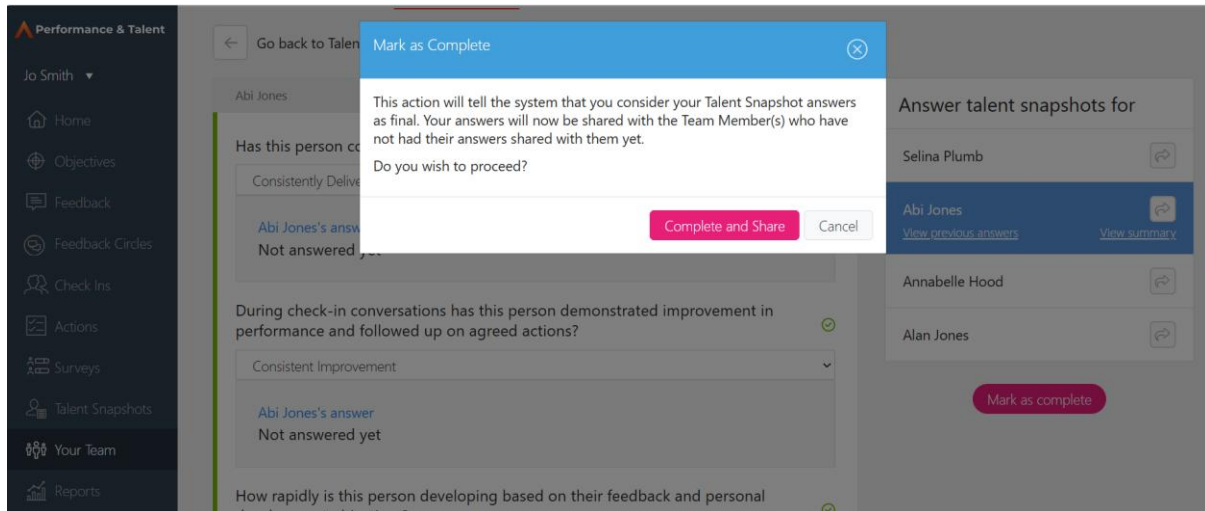 Performance & Talent
Jo Smith
Home
Objectives
Feedback
Feedback Circles
Check Ins
Actions
Surveys
Talent Snapshots
Your Team
Reports
Go back to Talen
Abi Jones
Has this person co
Consistently Delive
Abi Jones's answ
Not answered
During check-in conversations has this person demonstrated improvement in
performance and followed up on agreed actions?
Consistent Improvement
Abi Jones's answer
Not answered yet
How rapidly is this person developing based on their feedback and personal
Mark as Complete
This action will tell the system that you consider your Talent Snapshot answers
as final. Your answers will now be shared with the Team Member(s) who have
not had their answers shared with them yet.
Do you wish to proceed?
Complete and Share
Cancel
Answer talent snapshots for
Selina Plumb
Abi Jones
View previous answers View summary
Annabelle Hood
Alan Jones
Mark as complete